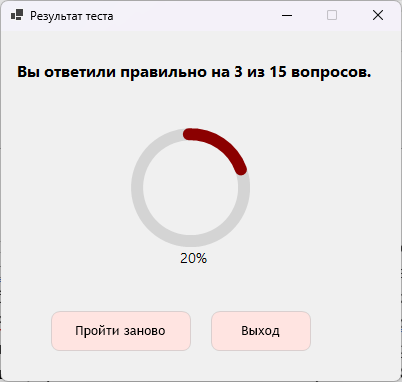 Результат теста
Вы ответили правильно на 3 из 15 вопросов.
20%
Пройти заново
Выход